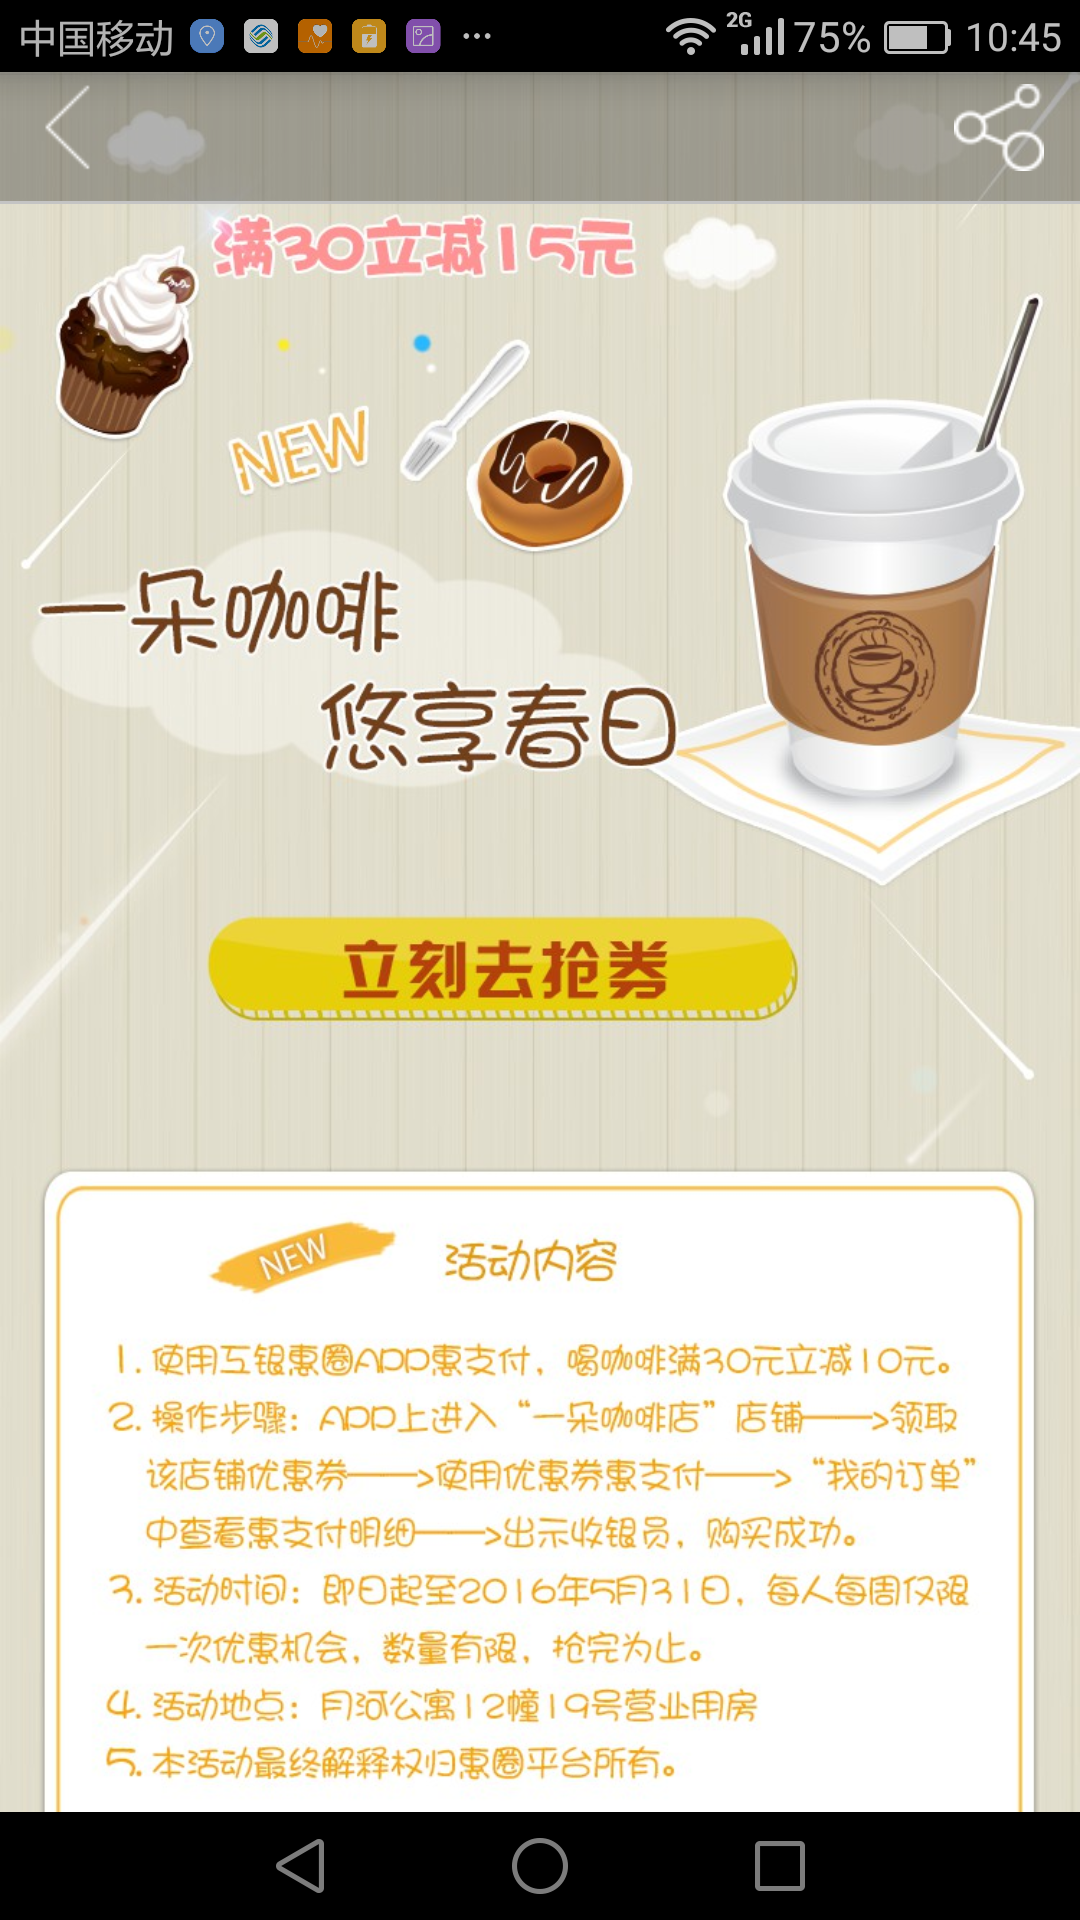 中国移动 2G 75% 10:45
满30立减15元
NEW
一朵咖啡
悠享春日
立刻去抢券
NEW 活动内容
1. 使用互银惠圈APP惠支付，喝咖啡满30元立减10元。
2. 操作步骤：APP上进入“一朵咖啡店”店铺——>领取
该店铺优惠券——>使用优惠券惠支付——>“我的订单”
中查看惠支付明细——>出示收银员，购买成功。
3. 活动时间：即日起至2016年5月31日，每人每周仅限
一次优惠机会，数量有限，抢完为止。
4. 活动地点：月河公寓12幢19号营业用房
5. 本活动最终解释权归惠圈平台所有。